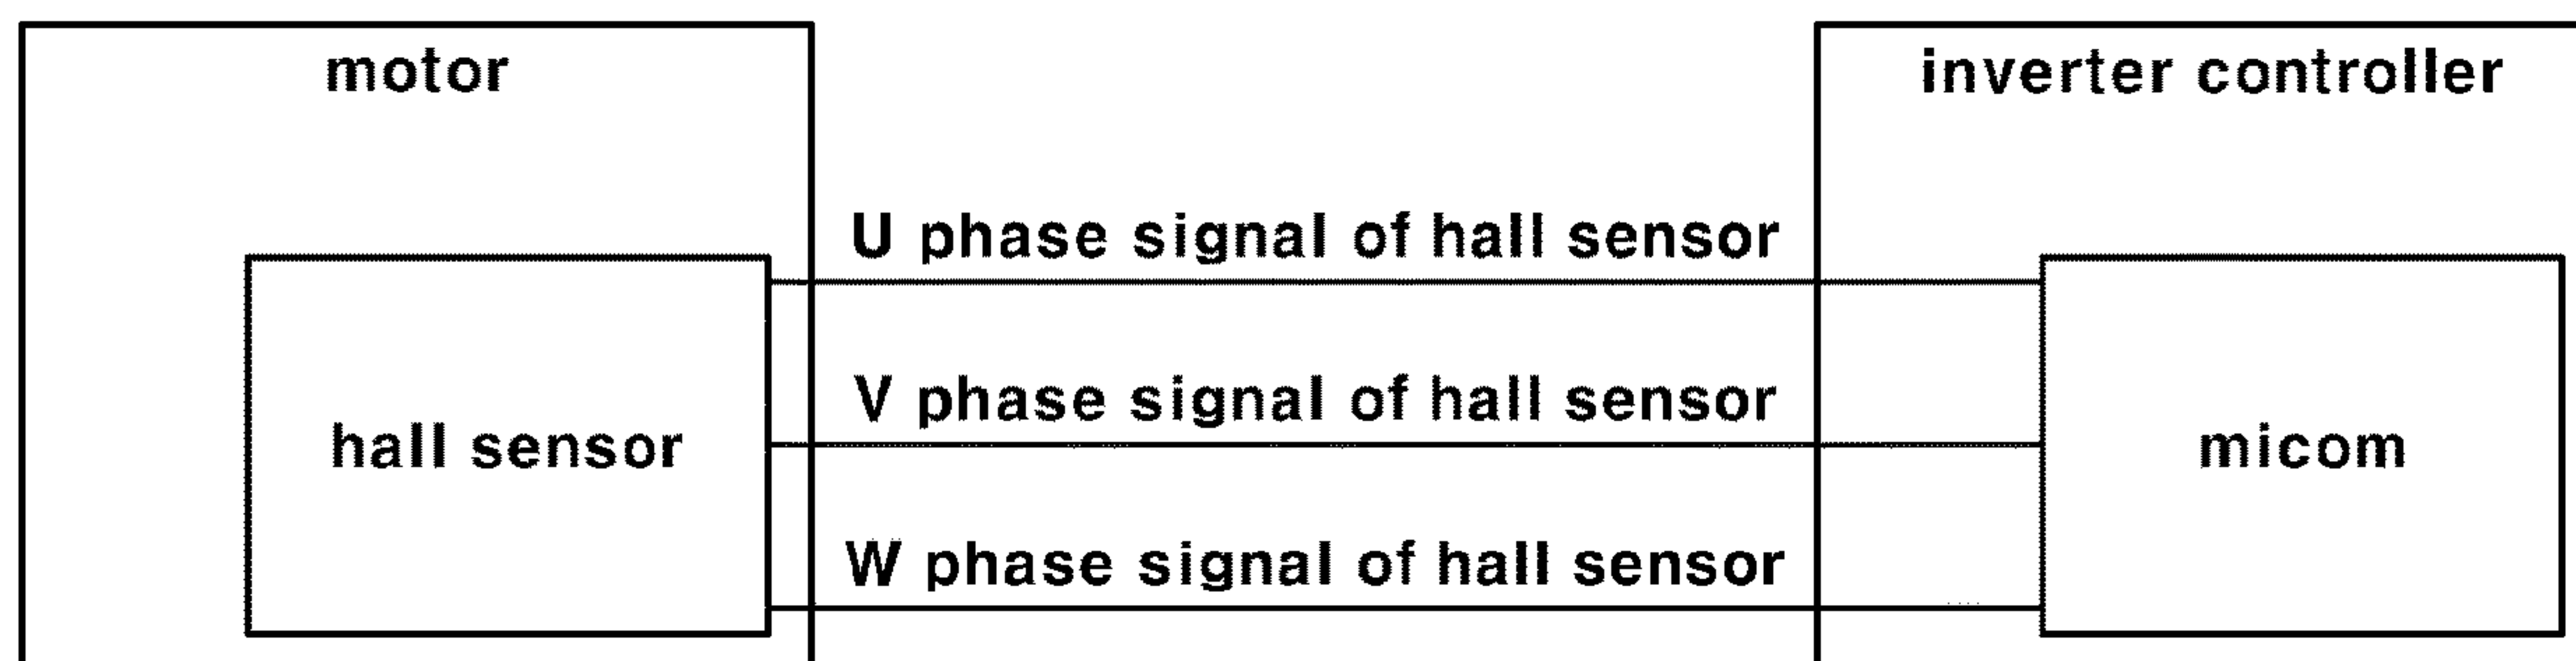 motor
inverter controller
U phase signal of hall sensor
V phase signal of hall sensor
hall sensor
micom
W phase signal of hall sensor